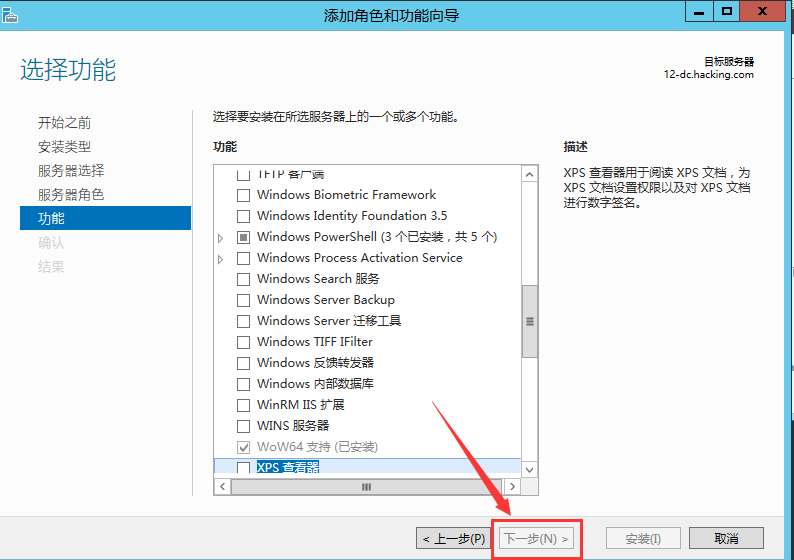 添加角色和功能向导
选择功能
目标服务器
12-dc.hacking.com
开始之前
安装类型
服务器选择
服务器角色
功能
确认
结果
选择要安装在所选服务器上的一个或多个功能。
功能
TFTP 客户端
Windows Biometric Framework
Windows Identity Foundation 3.5
Windows PowerShell (3 个已安装，共 5 个)
Windows Process Activation Service
Windows Search 服务
Windows Server Backup
Windows Server 迁移工具
Windows TIFF IFilter
Windows 反馈转发器
Windows 内部数据库
WinRM IIS 扩展
WINS 服务器
WoW64 支持 (已安装)
XPS 查看器
描述
XPS 查看器用于阅读 XPS 文档，为
XPS 文档设置权限以及对 XPS 文档
进行数字签名。
< 上一步(P)
下一步(N) >
安装(I)
取消